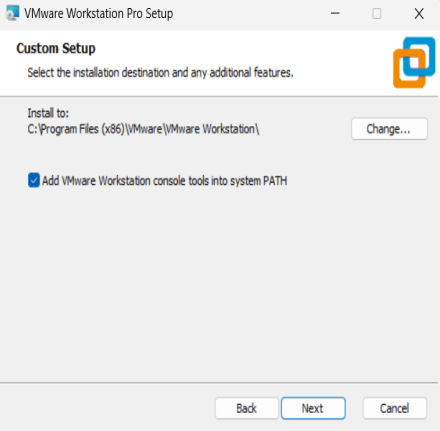 VMware Workstation Pro Setup
Custom Setup
Select the installation destination and any additional features.
Install to:
C:\Program Files (x86)\VMware\VMware Workstation\
Change...
Add VMware Workstation console tools into system PATH
Back
Next
Cancel